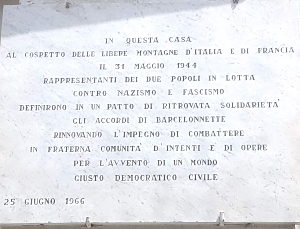 IN QUESTA CASA
AL COSPETTO DELLE LIBERE MONTAGNE D'ITALIA E DI FRANCIA
IL 31 MAGGIO 1944
RAPPRESENTANTI DEI DUE POPOLI IN LOTTA
CONTRO NAZISMO E FASCISMO
DEFINIRONO IN UN PATTO DI RITROVATA SOLIDARIETA'
GLI ACCORDI DI BARCELONNETTE
RINNOVANDO L'IMPEGNO DI COMBATTERE
IN FRATERNA COMUNITA' D'INTENTI E DI OPERE
PER L'AVVENTO DI UN MONDO
GIUSTO DEMOCRATICO CIVILE
25 GIUGNO 1966